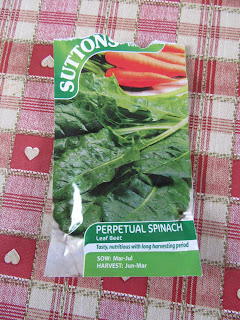 SUTTONS
PERPETUAL SPINACH
Leaf Beet
Tasty, nutritious with long harvesting period
SOW: Mar-Jul
HARVEST: Jun-Mar